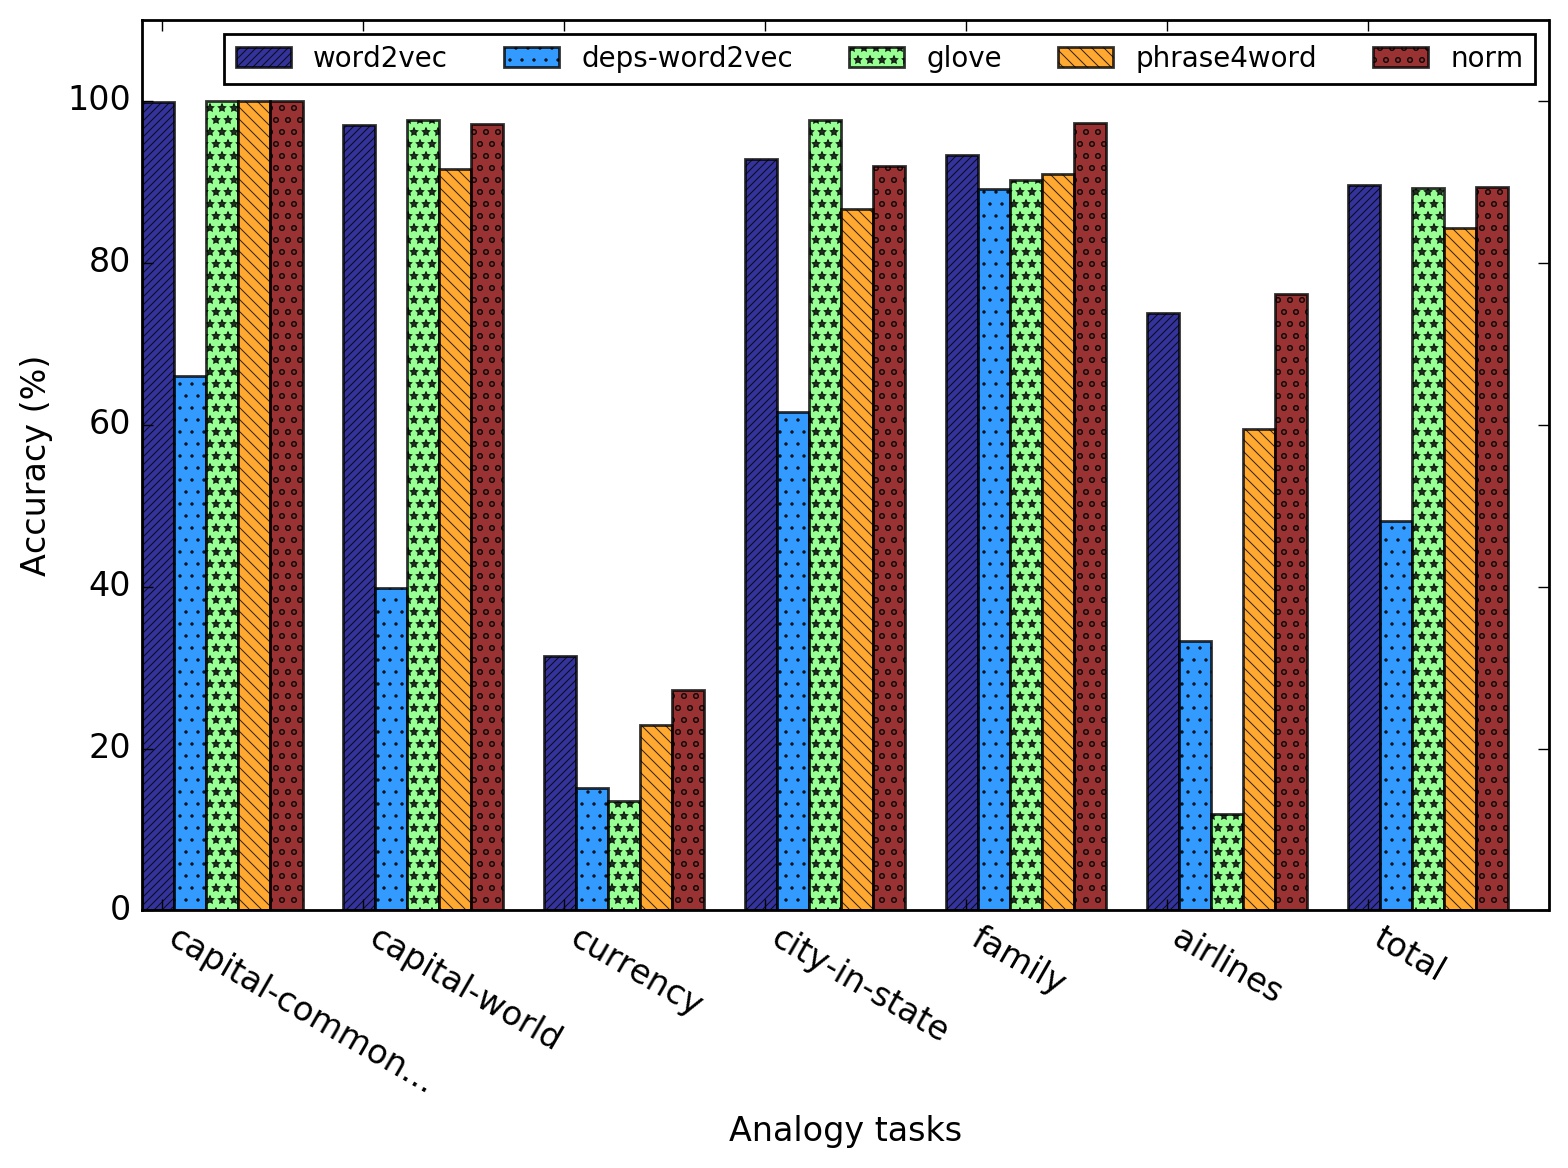 word2vec deps-word2vec glove phrase4word norm
100
80
60
40
20
0
Accuracy (%)
capital-common...
capital-world
currency
city-in-state
family
airlines
total
Analogy tasks